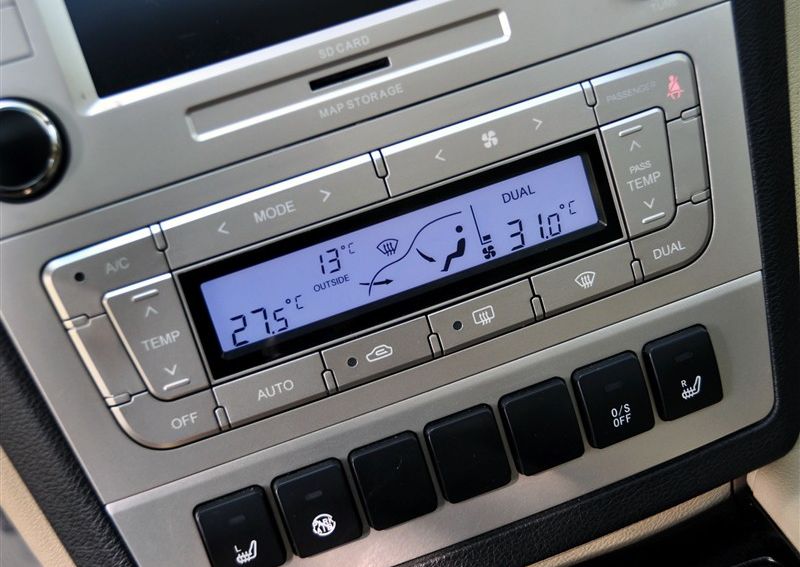 TUNE
SD CARD
MAP STORAGE
PASSENGER
< MODE >
< >
PASS
TEMP
A/C
DUAL
13°C
OUTSIDE
31.0°C
27.5°C
TEMP
DUAL
AUTO
OFF
R
O/S
OFF
L